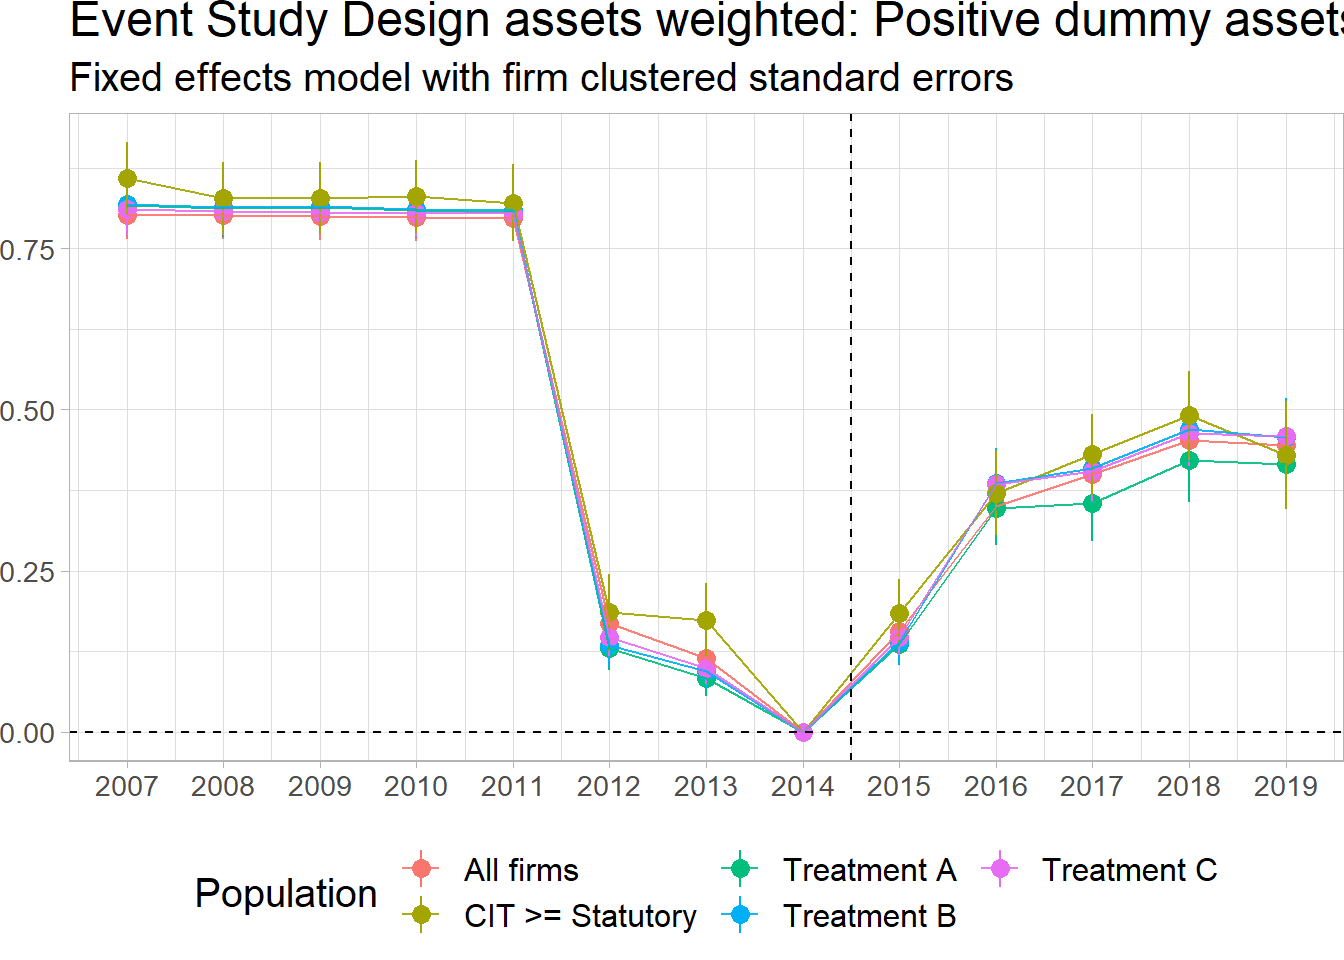 Event Study Design assets weighted: Positive dummy assets
Fixed effects model with firm clustered standard errors
0.75
0.50
0.25
0.00
2007 2008 2009 2010 2011 2012 2013 2014 2015 2016 2017 2018 2019
Population
All firms
CIT >= Statutory
Treatment A
Treatment B
Treatment C